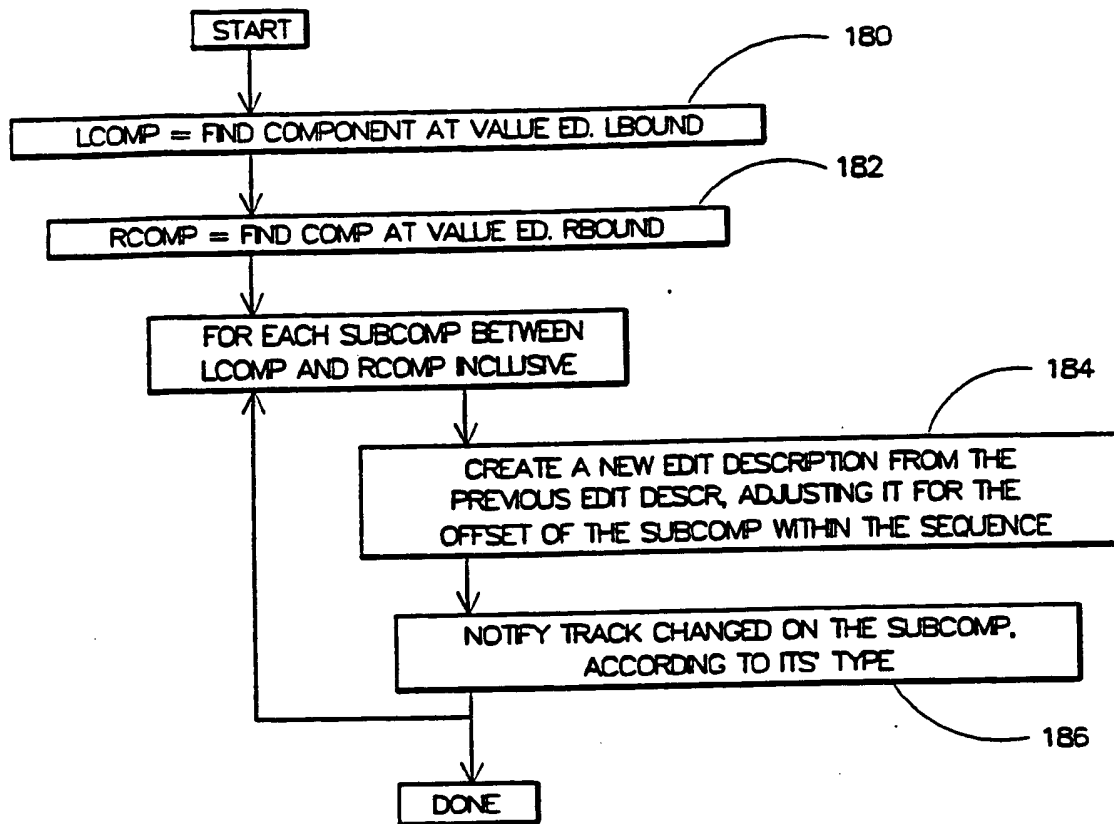 START
180
LCOMP = FIND COMPONENT AT VALUE ED. LBOUND
182
RCOMP = FIND COMP AT VALUE ED. RBOUND
FOR EACH SUBCOMP BETWEEN
LCOMP AND RCOMP INCLUSIVE
184
CREATE A NEW EDIT DESCRIPTION FROM THE
PREVIOUS EDIT DESCR, ADJUSTING IT FOR THE
OFFSET OF THE SUBCOMP WITHIN THE SEQUENCE
NOTIFY TRACK CHANGED ON THE SUBCOMP,
ACCORDING TO ITS' TYPE
186
DONE